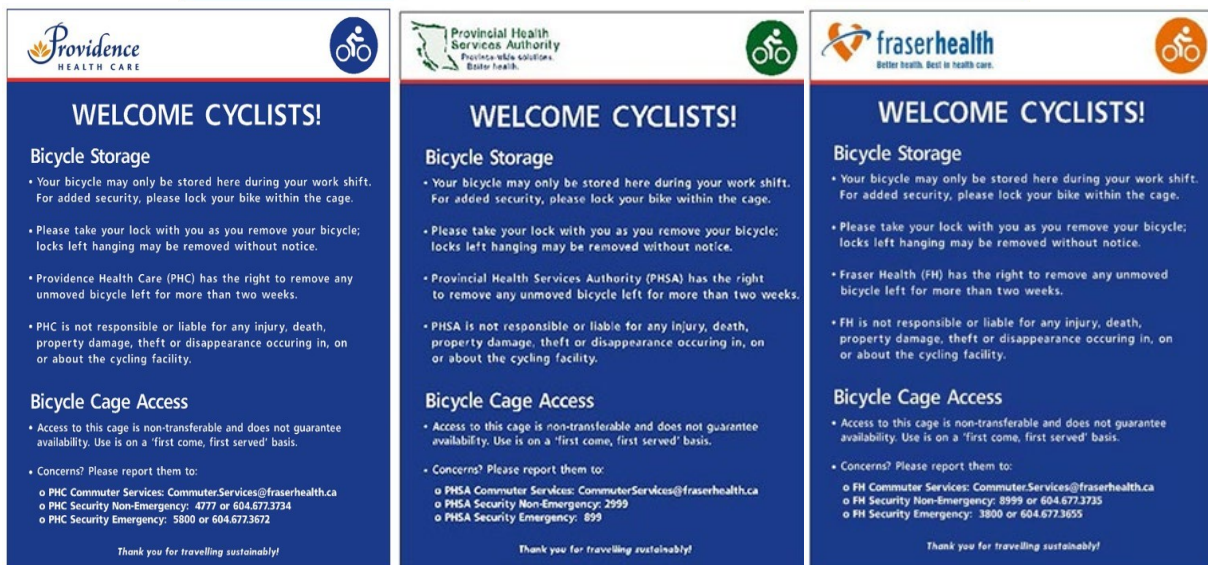 Providence
HEALTH CARE
WELCOME CYCLISTS!
Bicycle Storage
• Your bicycle may only be stored here during your work shift.
For added security, please lock your bike within the cage.
• Please take your lock with you as you remove your bicycle;
locks left hanging may be removed without notice.
• Providence Health Care (PHC) has the right to remove any
unmoved bicycle left for more than two weeks.
• PHC is not responsible or liable for any injury, death,
property damage, theft or disappearance occuring in, on
or about the cycling facility.
Bicycle Cage Access
• Access to this cage is non-transferable and does not guarantee
availability. Use is on a 'first come, first served' basis.
• Concerns? Please report them to:
o PHC Commuter Services: Commuter.Services@fraserhealth.ca
o PHC Security Non-Emergency: 4777 or 604.677.3734
o PHC Security Emergency: 5800 or 604.677.3672
Thank you for travelling sustainably!
Provincial Health
Services Authority
Province-wide solutions.
Better health.
WELCOME CYCLISTS!
Bicycle Storage
• Your bicycle may only be stored here during your work shift.
For added security, please lock your bike within the cage.
• Please take your lock with you as you remove your bicycle;
locks left hanging may be removed without notice.
• Provincial Health Services Authority (PHSA) has the right
to remove any unmoved bicycle left for more than two weeks.
• PHSA is not responsible or liable for any injury, death,
property damage, theft or disappearance occuring in, on
or about the cycling facility.
Bicycle Cage Access
• Access to this cage is non-transferable and does not guarantee
availability. Use is on a 'first come, first served' basis.
• Concerns? Please report them to:
o PHSA Commuter Services: CommuterServices@fraserhealth.ca
o PHSA Security Non-Emergency: 2999
o PHSA Security Emergency: 899
Thank you for travelling sustainably!
fraserhealth
Better health. Best in health care.
WELCOME CYCLISTS!
Bicycle Storage
• Your bicycle may only be stored here during your work shift.
For added security, please lock your bike within the cage.
• Please take your lock with you as you remove your bicycle;
locks left hanging may be removed without notice.
• Fraser Health (FH) has the right to remove any unmoved
bicycle left for more than two weeks.
• FH is not responsible or liable for any injury, death,
property damage, theft or disappearance occuring in, on
or about the cycling facility.
Bicycle Cage Access
• Access to this cage is non-transferable and does not guarantee
availability. Use is on a 'first come, first served' basis.
• Concerns? Please report them to:
o FH Commuter Services: Commuter.Services@fraserhealth.ca
o FH Security Non-Emergency: 8999 or 604.677.3735
o FH Security Emergency: 3800 or 604.677.3655
Thank you for travelling sustainably!